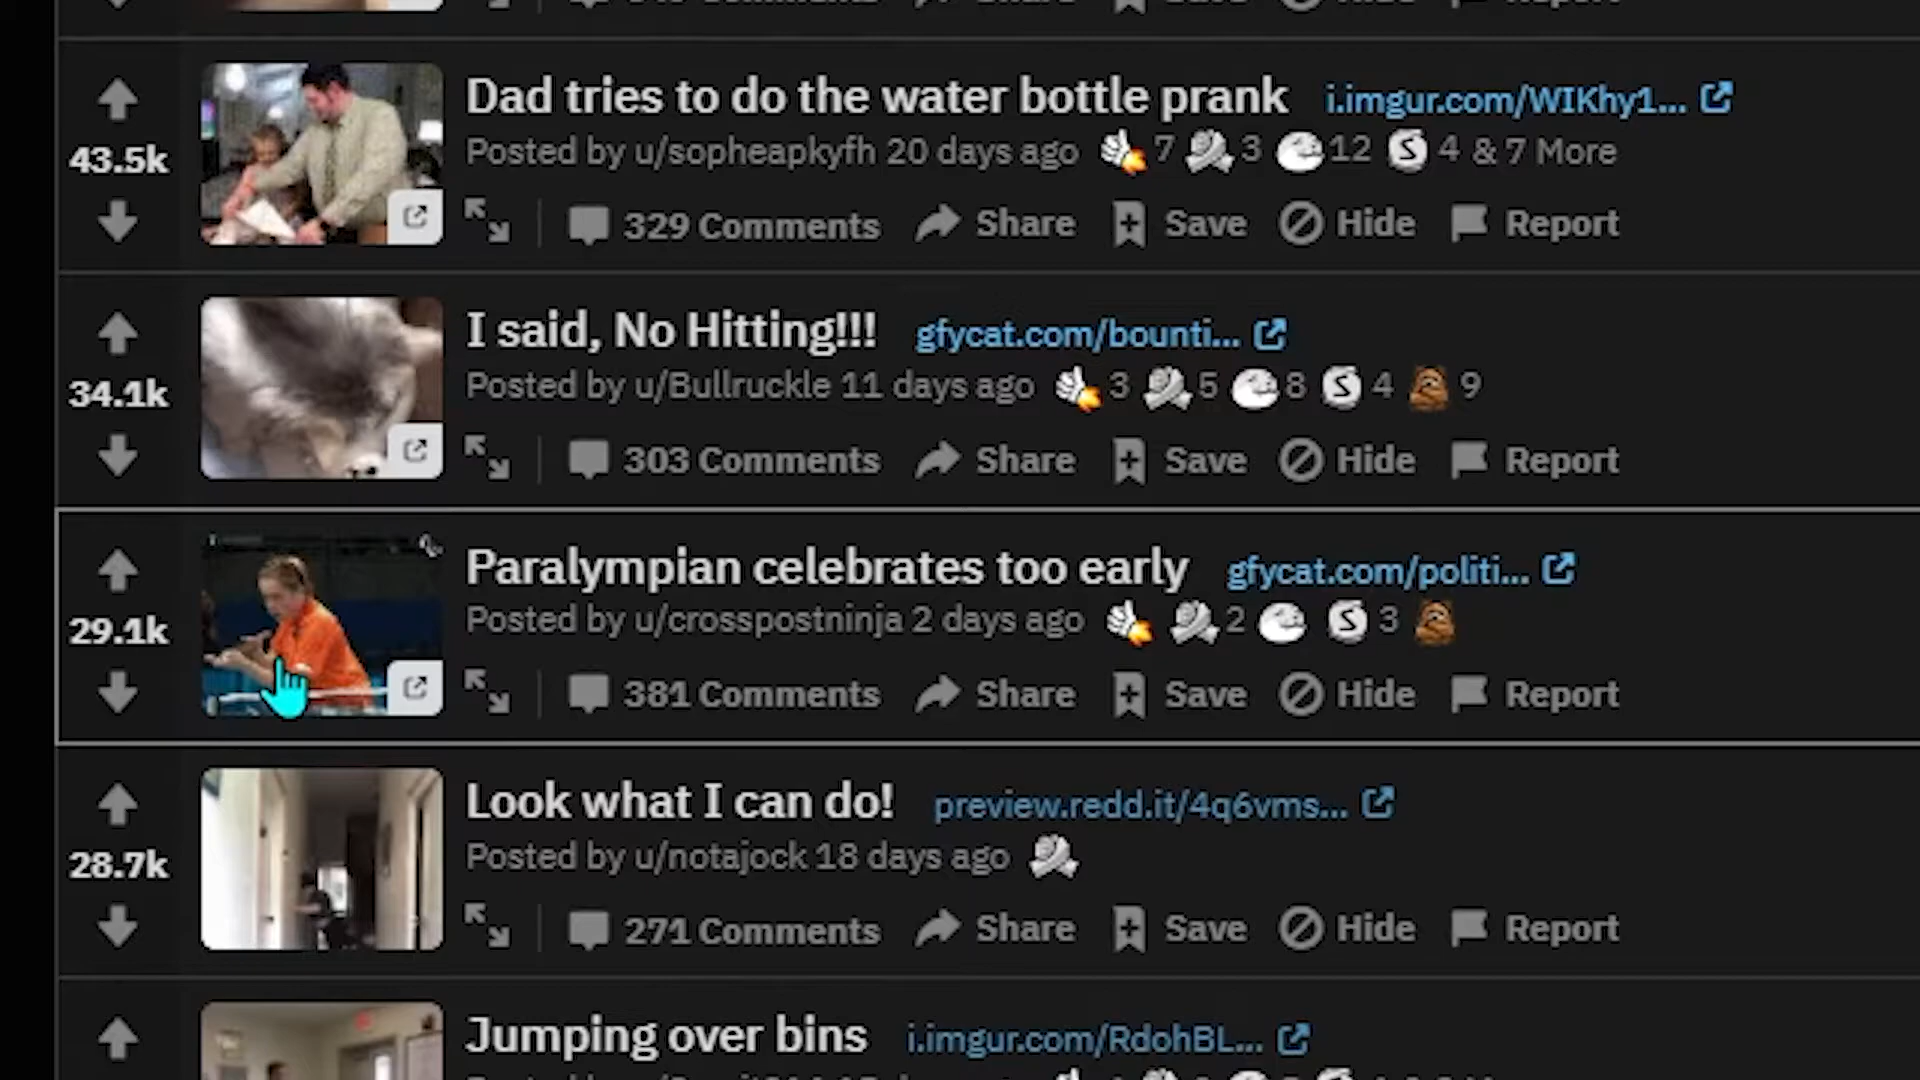 Dad tries to do the water bottle prank i.imgur.com/WIKhy1...
43.5k
Posted by u/sopheapkyfh 20 days ago 7 3 12 4 & 7 More
329 Comments Share Save Hide Report
I said, No Hitting!!! gfycat.com/bounti...
34.1k
Posted by u/Bullruckle 11 days ago 3 5 8 4 9
303 Comments Share Save Hide Report
Paralympian celebrates too early gfycat.com/politi...
29.1k
Posted by u/crosspostninja 2 days ago 2 3
381 Comments Share Save Hide Report
Look what I can do! preview.redd.it/4q6vms...
28.7k
Posted by u/notajock 18 days ago
271 Comments Share Save Hide Report
Jumping over bins i.imgur.com/RdohBL...